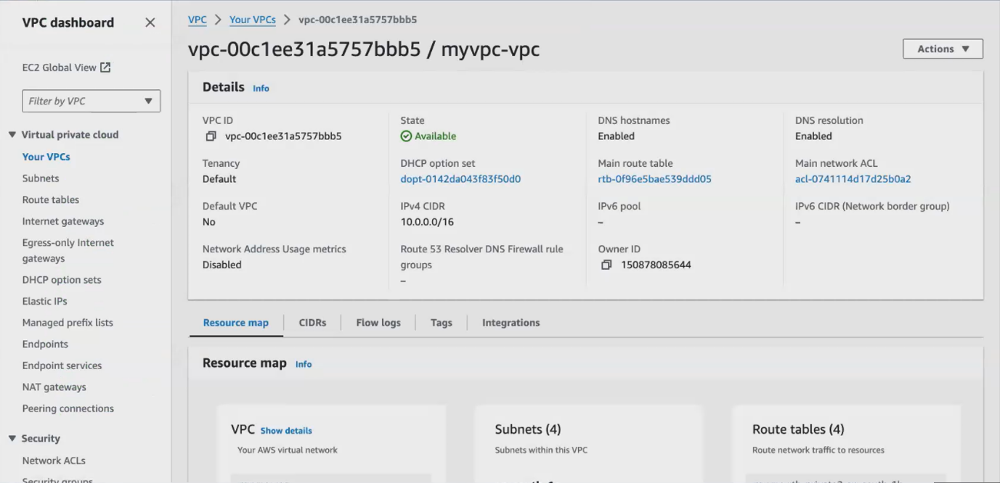 VPC dashboard
EC2 Global View
Filter by VPC
Virtual private cloud
Your VPCs
Subnets
Route tables
Internet gateways
Egress-only Internet
gateways
DHCP option sets
Elastic IPs
Managed prefix lists
Endpoints
Endpoint services
NAT gateways
Peering connections
Security
Network ACLs
Security groups
VPC > Your VPCs > vpc-00c1ee31a5757bbb5
vpc-00c1ee31a5757bbb5 / myvpc-vpc
Actions
Details Info
VPC ID
vpc-00c1ee31a5757bbb5
State
Available
DNS hostnames
Enabled
DNS resolution
Enabled
Tenancy
Default
DHCP option set
dopt-0142da043f83f50d0
Main route table
rtb-0f96e5bae539ddd05
Main network ACL
acl-0741114d17d25b0a2
Default VPC
No
IPv4 CIDR
10.0.0.0/16
IPv6 pool
–
IPv6 CIDR (Network border group)
–
Network Address Usage metrics
Disabled
Route 53 Resolver DNS Firewall rule
groups
–
Owner ID
150878085644
Resource map
CIDRs
Flow logs
Tags
Integrations
Resource map Info
VPC Show details
Your AWS virtual network
Subnets (4)
Subnets within this VPC
Route tables (4)
Route network traffic to resources